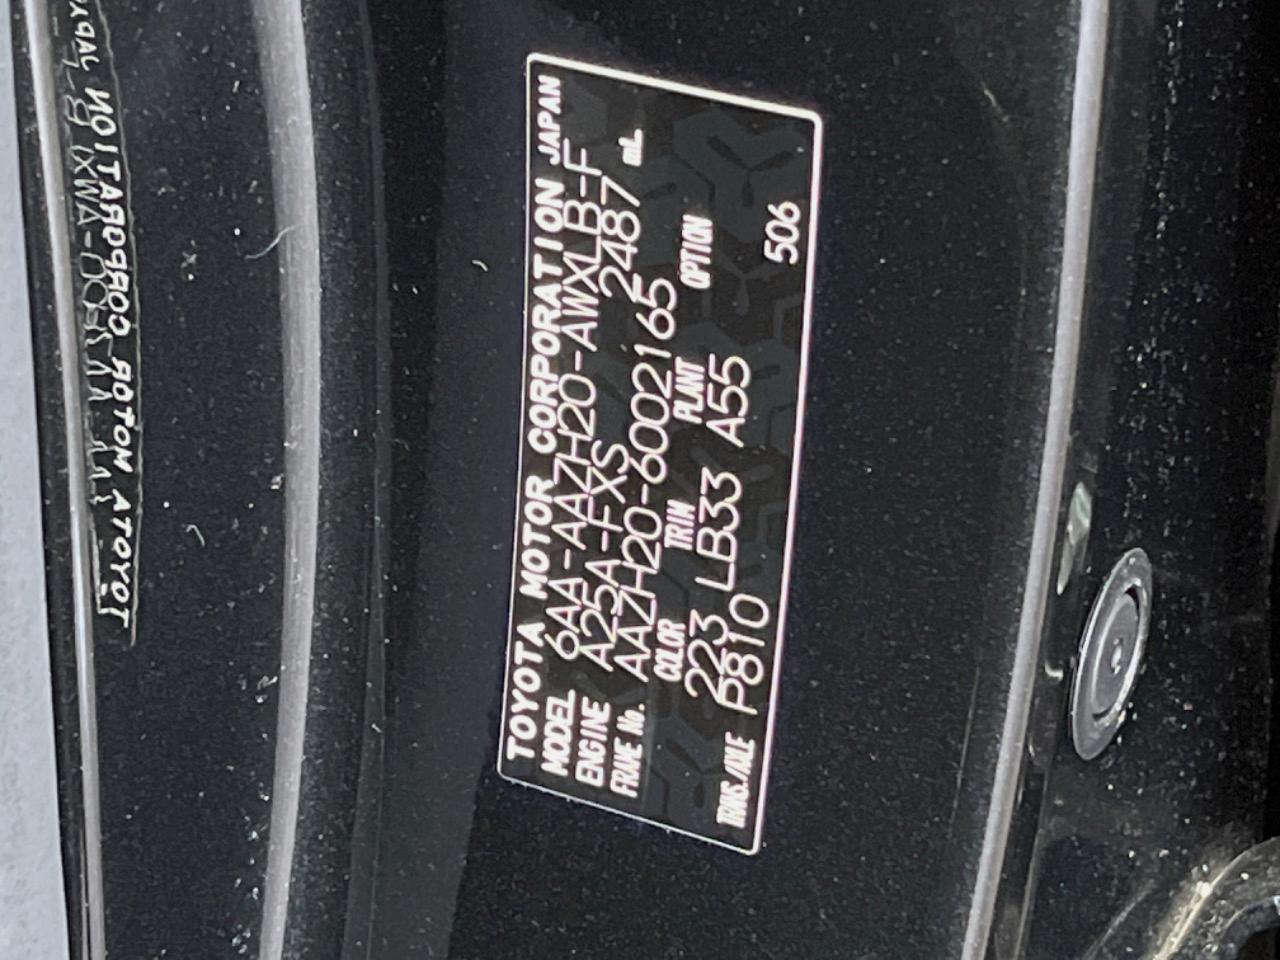 TOYOTA MOTOR CORPORATION JAPAN
MODEL 6AA-AAZH20-AWXLB-F
ENGINE A25A-FXS 2487 mL
FRAME No. AAZH20-6002165
COLOR TRIM PLANT OPTION
223 LB33 A55
TRANS./AXLE P810 506
TOYOTA MOTOR CORPORATION JAPAN